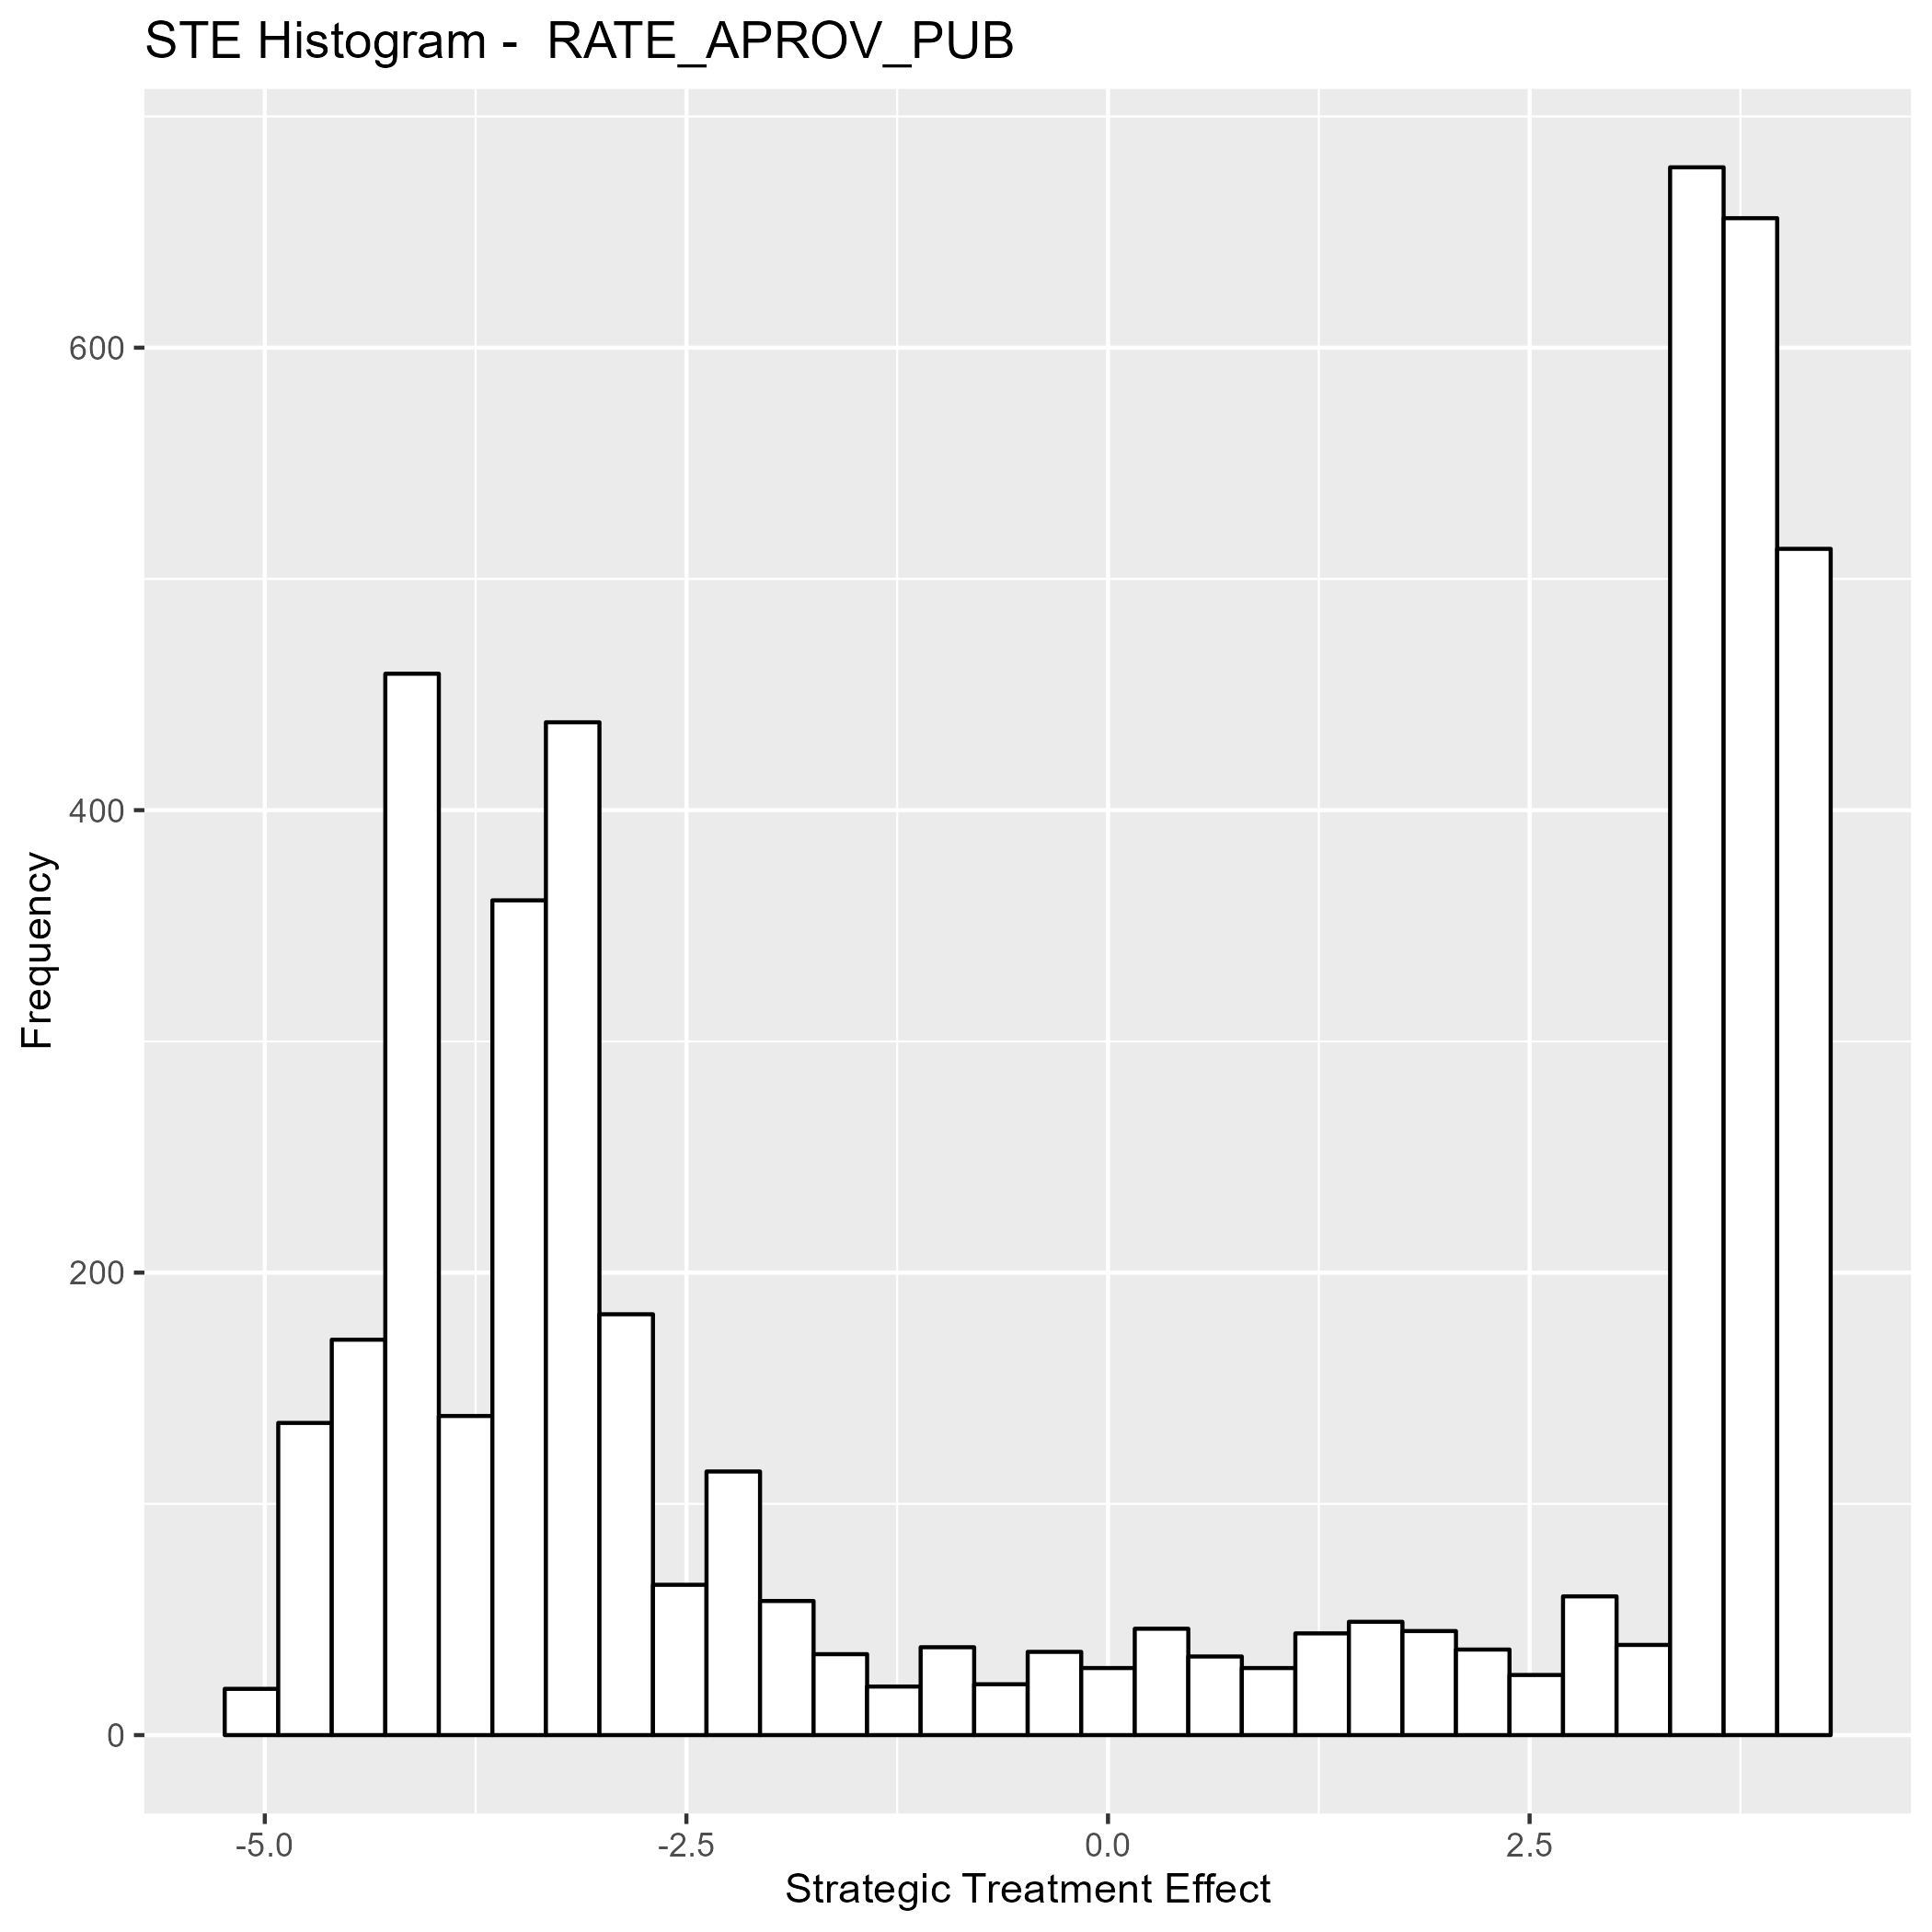 STE Histogram -  RATE_APROV_PUB
600
400
200
0
Frequency
-5.0
-2.5
0.0
2.5
Strategic Treatment Effect